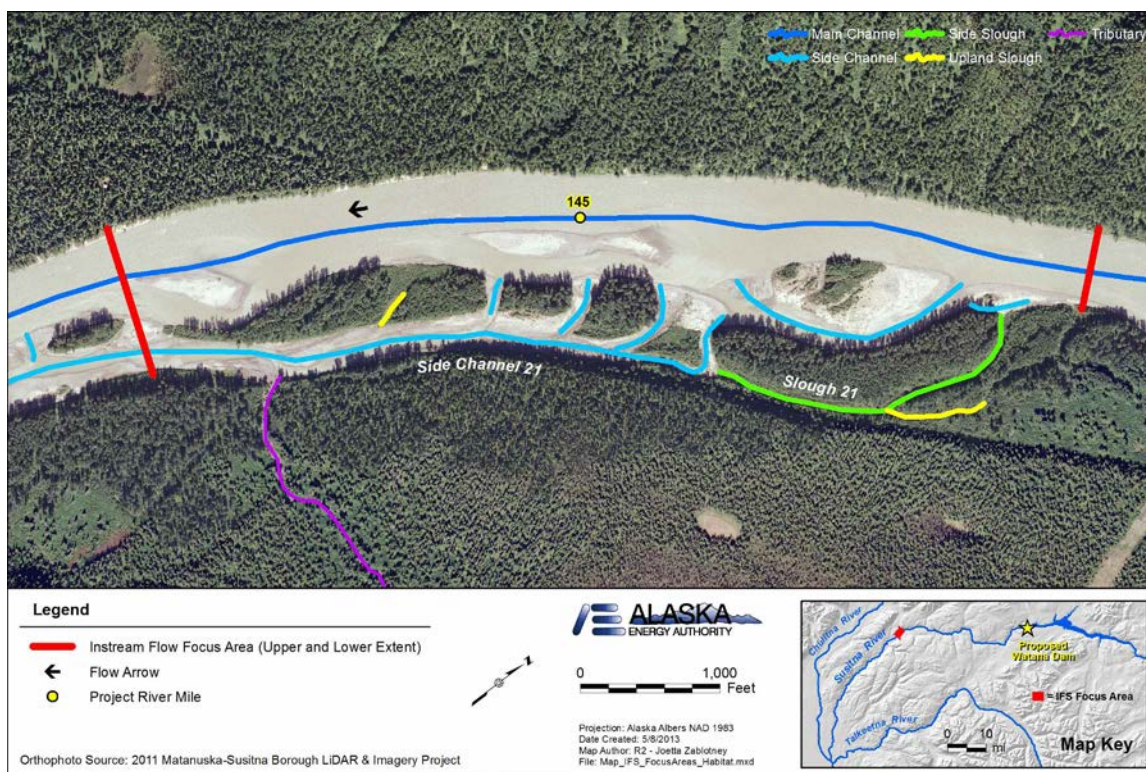 Main Channel Side Slough Tributary
Side Channel Upland Slough
145
Side Channel 21
Slough 21
Legend
Instream Flow Focus Area (Upper and Lower Extent)
Flow Arrow
Project River Mile
Orthophoto Source: 2011 Matanuska-Susitna Borough LiDAR & Imagery Project
N
ALASKA
ENERGY AUTHORITY
0 1,000
Feet
Projection: Alaska Albers NAD 1983
Date Created: 5/8/2013
Map Author: R2 - Joetta Zablotney
File: Map_IFS_FocusAreas_Habitat.mxd
Chulitna River
Susitna River
Talkeetna River
Proposed
Watana Dam
= IFS Focus Area
0 10
mi
Map Key